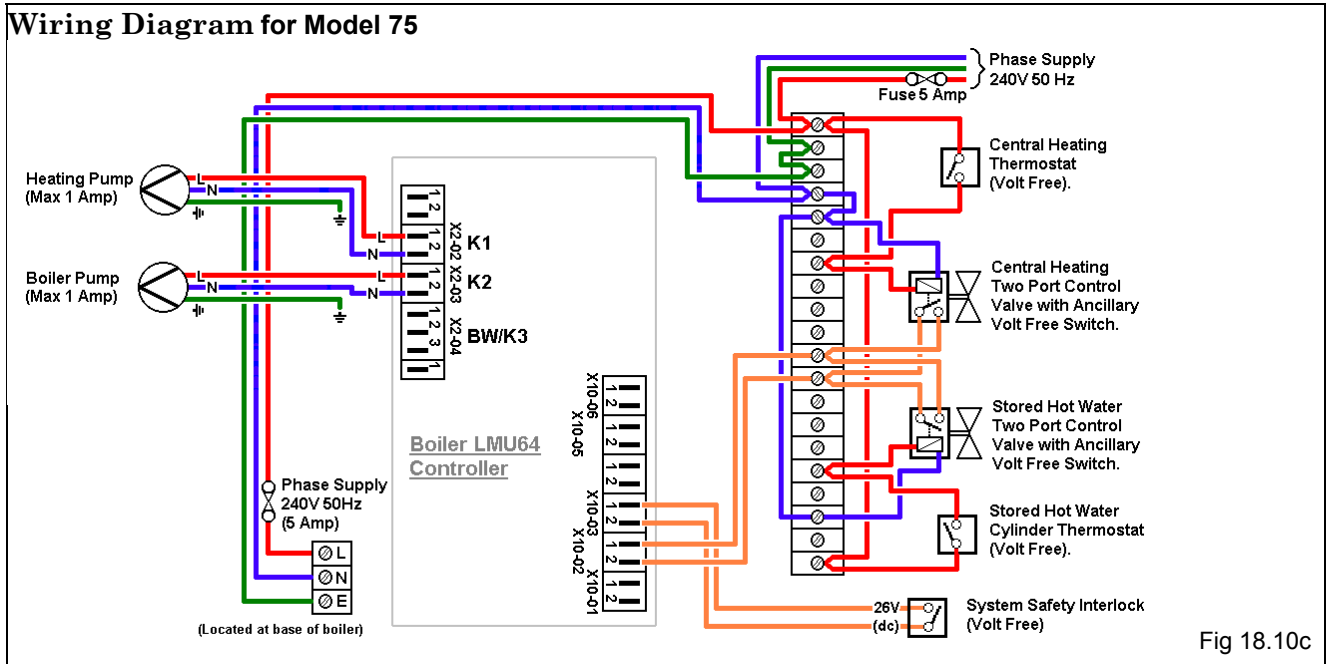 Wiring Diagram for Model 75
Phase Supply
240V 50 Hz
Fuse 5 Amp
Central Heating
Thermostat
(Volt Free).
Heating Pump
(Max 1 Amp)
L
N
L
N
1
2
X2-02
1
2
K1
Boiler Pump
(Max 1 Amp)
L
N
L
N
X2-03
1
2
K2
X2-04
1
2
3
BW/K3
1
Central Heating
Two Port Control
Valve with Ancillary
Volt Free Switch.
Boiler LMU64
Controller
X10-06
1
2
X10-05
1
2
X10-03
1
2
X10-02
1
2
X10-01
1
2
Stored Hot Water
Two Port Control
Valve with Ancillary
Volt Free Switch.
Stored Hot Water
Cylinder Thermostat
(Volt Free).
Phase Supply
240V 50Hz
(5 Amp)
L
N
E
(Located at base of boiler)
26V
(dc)
System Safety Interlock
(Volt Free)
Fig 18.10c